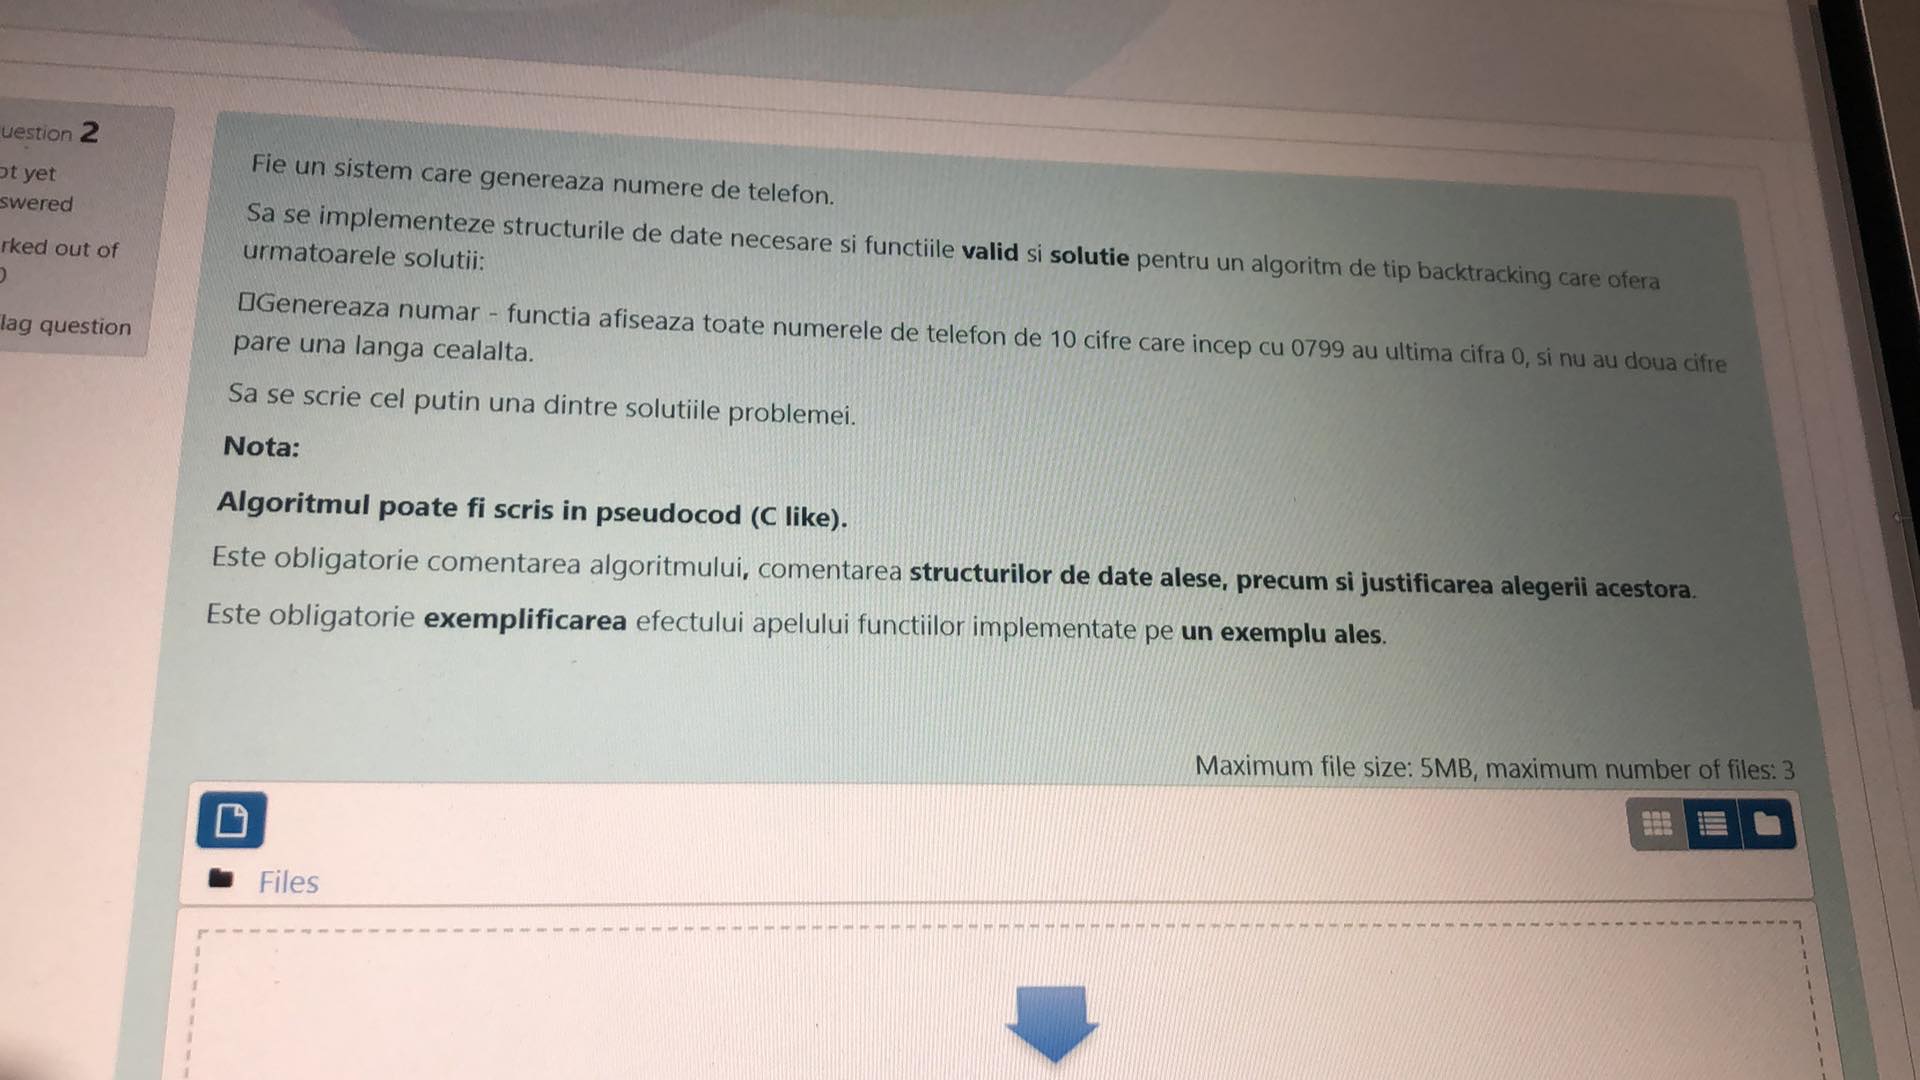 uestion 2
ot yet
swered
rked out of
0
lag question
Fie un sistem care genereaza numere de telefon.
Sa se implementeze structurile de date necesare si functiile valid si solutie pentru un algoritm de tip backtracking care ofera
urmatoarele solutii:
▯Genereaza numar - functia afiseaza toate numerele de telefon de 10 cifre care incep cu 0799 au ultima cifra 0, si nu au doua cifre
pare una langa cealalta.
Sa se scrie cel putin una dintre solutiile problemei.
Nota:
Algoritmul poate fi scris in pseudocod (C like).
Este obligatorie comentarea algoritmului, comentarea structurilor de date alese, precum si justificarea alegerii acestora.
Este obligatorie exemplificarea efectului apelului functiilor implementate pe un exemplu ales.
Maximum file size: 5MB, maximum number of files: 3
Files